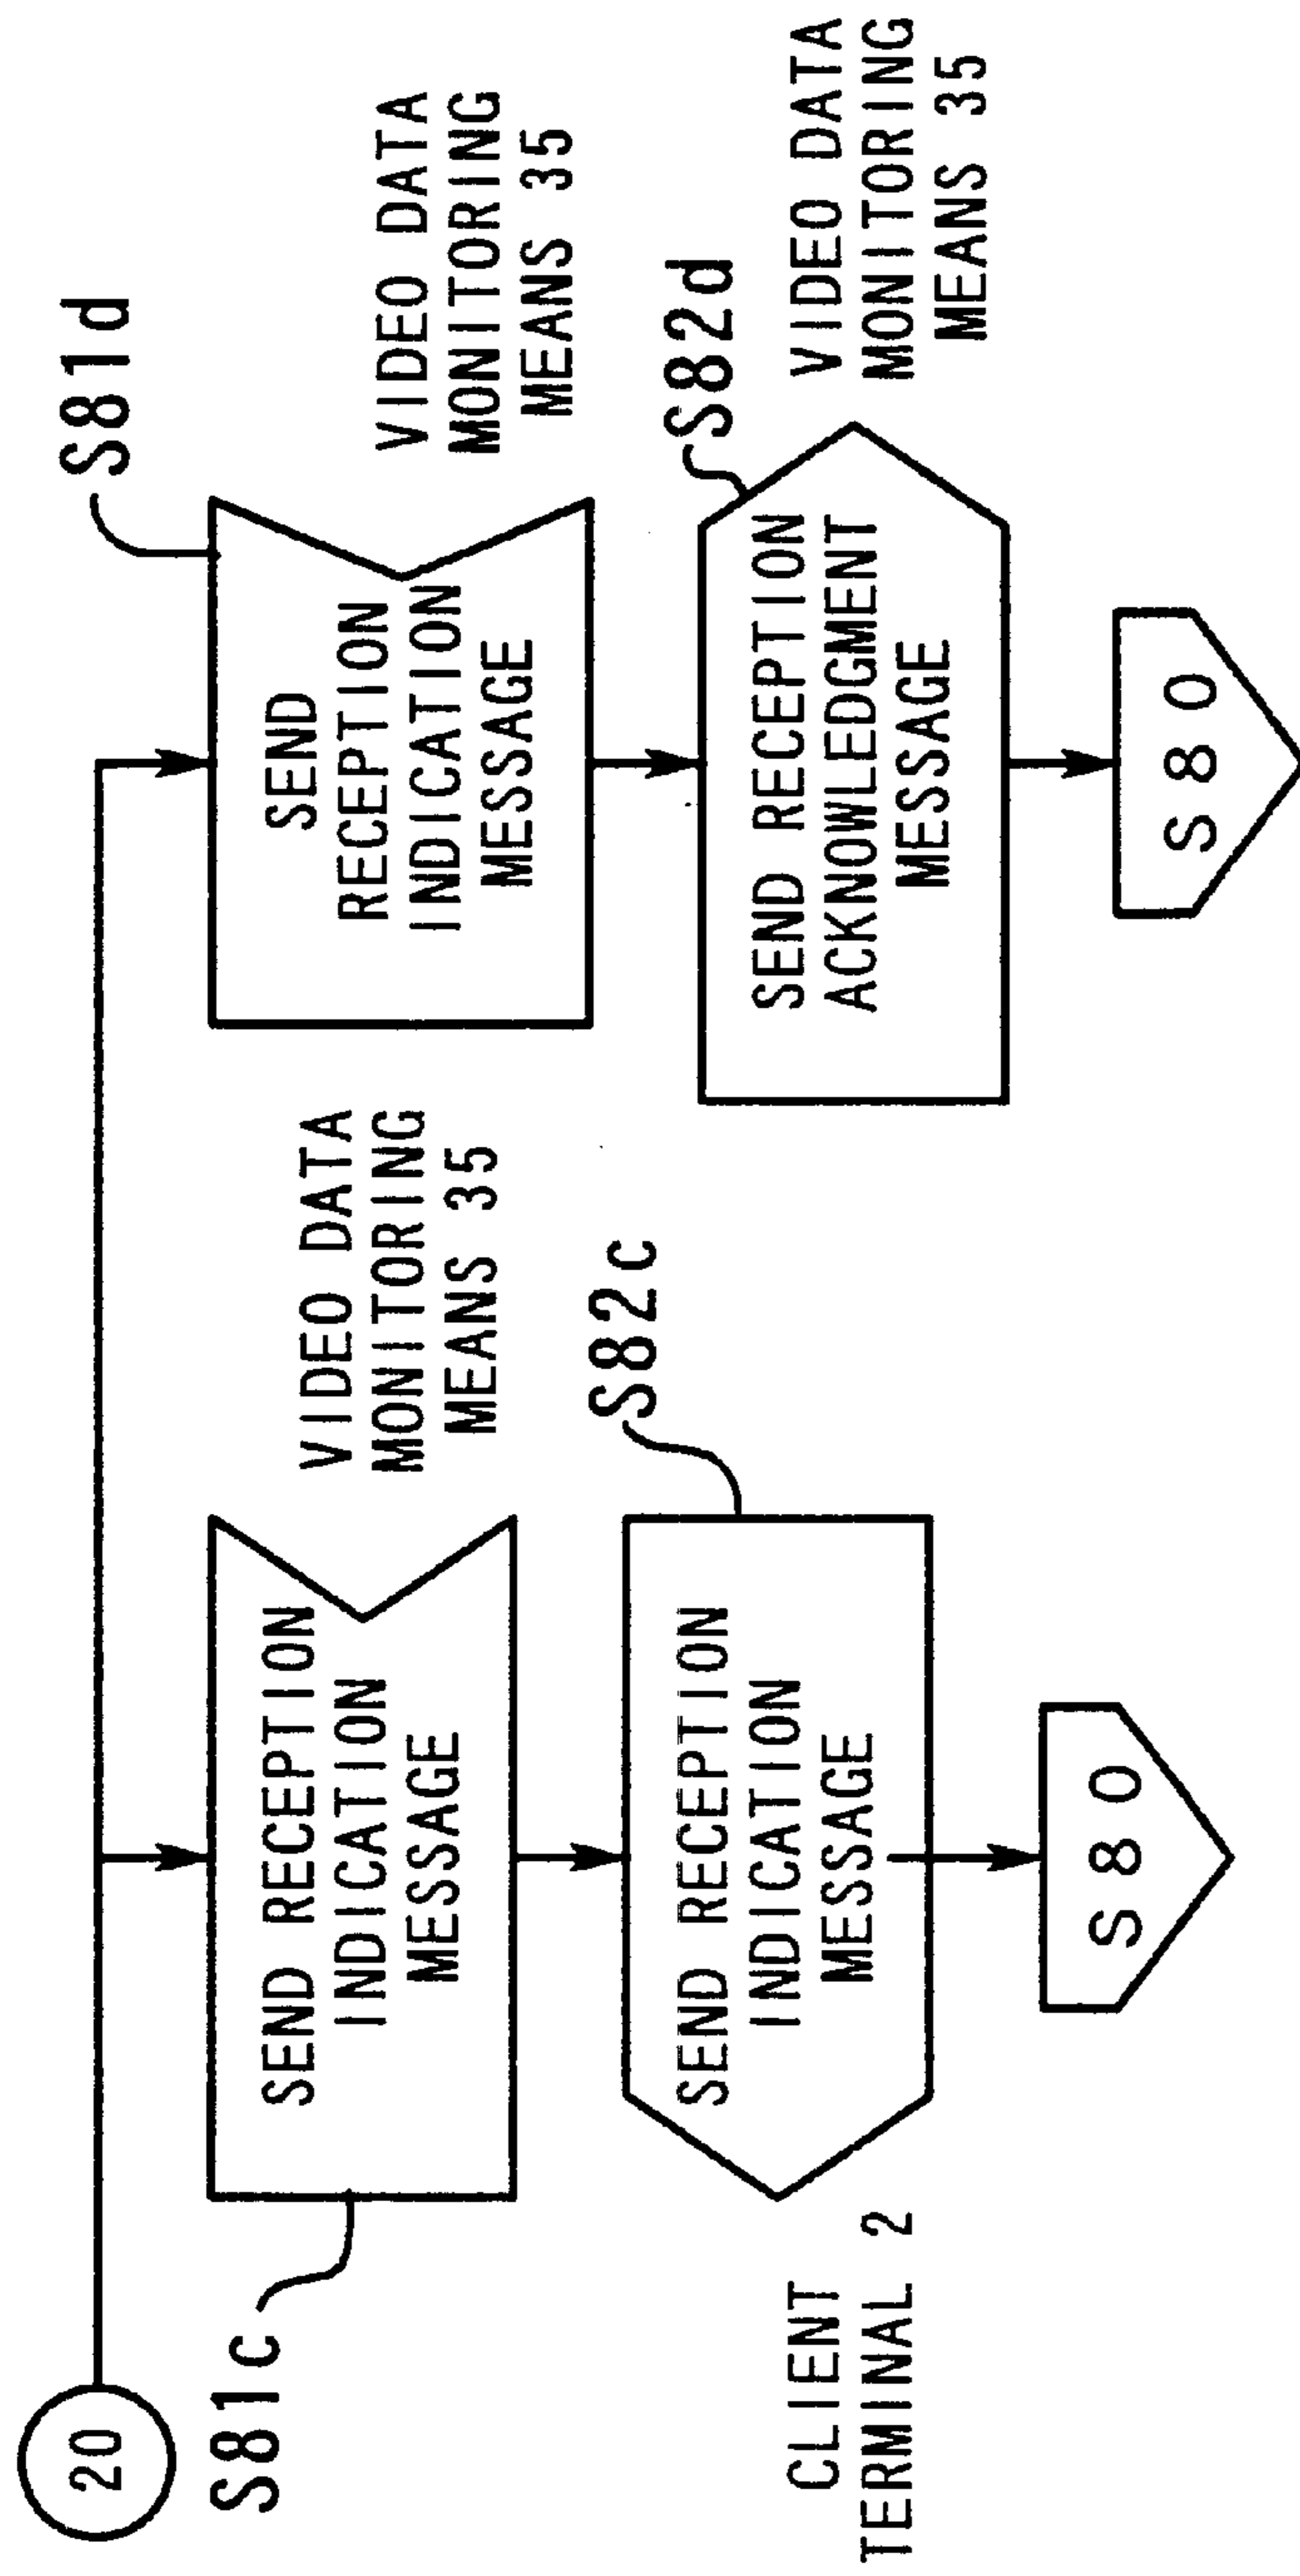 20
S81c
SEND RECEPTION
INDICATION
MESSAGE
VIDEO DATA
MONITORING
MEANS 35
CLIENT
TERMINAL 2
SEND RECEPTION
INDICATION
MESSAGE
S82c
S80
S81d
SEND
RECEPTION
INDICATION
MESSAGE
VIDEO DATA
MONITORING
MEANS 35
S82d
SEND RECEPTION
ACKNOWLEDGMENT
MESSAGE
VIDEO DATA
MONITORING
MEANS 35
S80